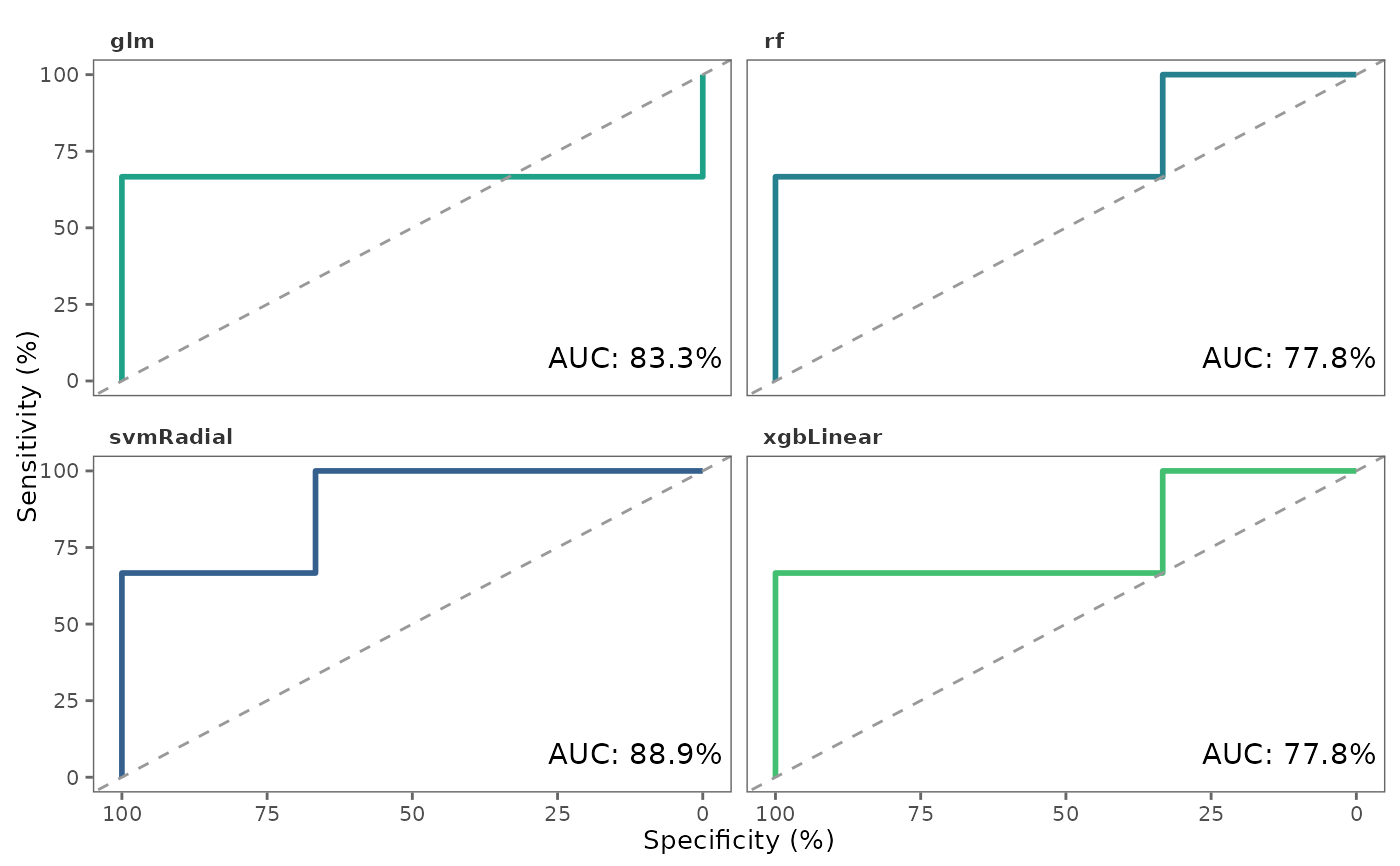 glm
rf
100
75
50
25
0
AUC: 83.3%
AUC: 77.8%
Sensitivity (%)
svmRadial
xgbLinear
100
75
50
25
0
AUC: 88.9%
AUC: 77.8%
100 75 50 25 0 100 75 50 25 0
Specificity (%)